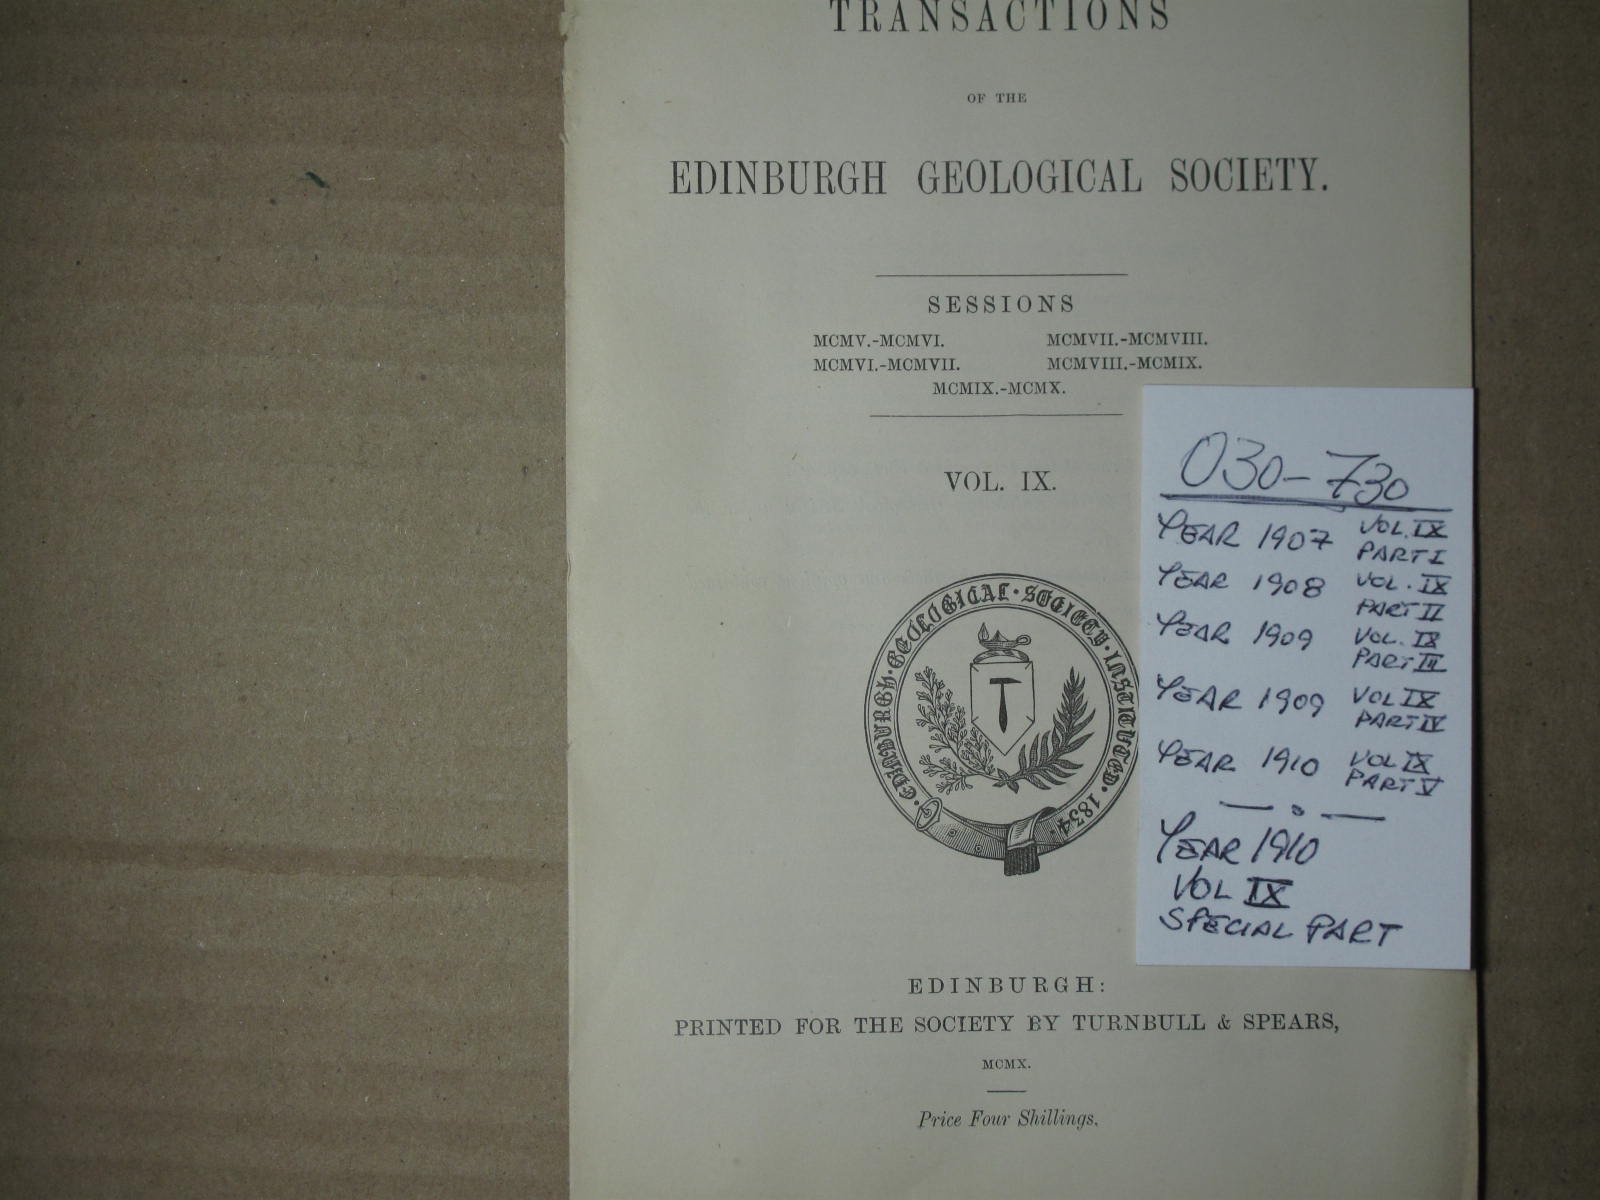 TRANSACTIONS
OF THE
EDINBURGH GEOLOGICAL SOCIETY.
SESSIONS
MCMV.-MCMVI. MCMVII.-MCMVIII.
MCMVI.-MCMVII. MCMVIII.-MCMIX.
MCMIX.-MCMX.
VOL. IX.
EDINBURGH · GEOLOGICAL · SOCIETY · INSTITUTED · 1834 ·
EDINBURGH:
PRINTED FOR THE SOCIETY BY TURNBULL & SPEARS,
MCMX.
Price Four Shillings.
030-730
YEAR 1907 VOL. IX
PART I
YEAR 1908 VOL. IX
PART II
YEAR 1909 VOL. IX
PART III
YEAR 1909 VOL IX
PART IV
YEAR 1910 VOL IX
PART V
YEAR 1910
VOL IX
SPECIAL PART